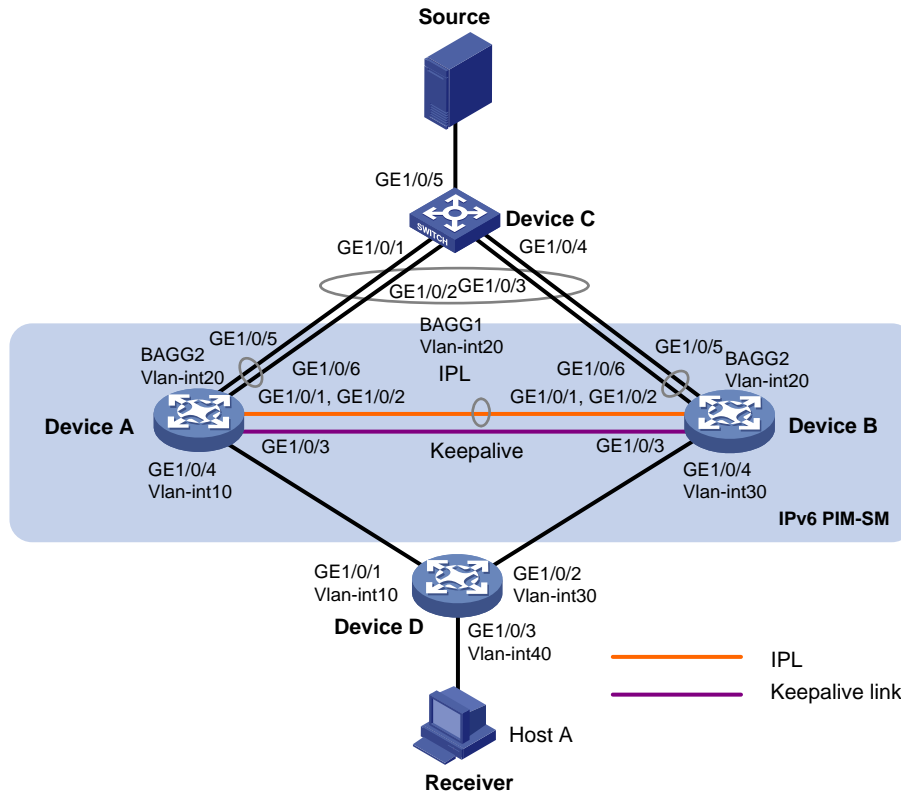 Source
GE1/0/5
SWITCH
Device C
GE1/0/1
GE1/0/4
GE1/0/2
GE1/0/3
BAGG1
Vlan-int20
IPL
BAGG2
Vlan-int20
GE1/0/5
GE1/0/6
GE1/0/6
GE1/0/5
BAGG2
Vlan-int20
GE1/0/1, GE1/0/2
GE1/0/1, GE1/0/2
Device A
Device B
GE1/0/3
Keepalive
GE1/0/3
GE1/0/4
Vlan-int10
GE1/0/4
Vlan-int30
IPv6 PIM-SM
GE1/0/1
Vlan-int10
GE1/0/2
Vlan-int30
Device D
GE1/0/3
Vlan-int40
IPL
Keepalive link
Host A
Receiver